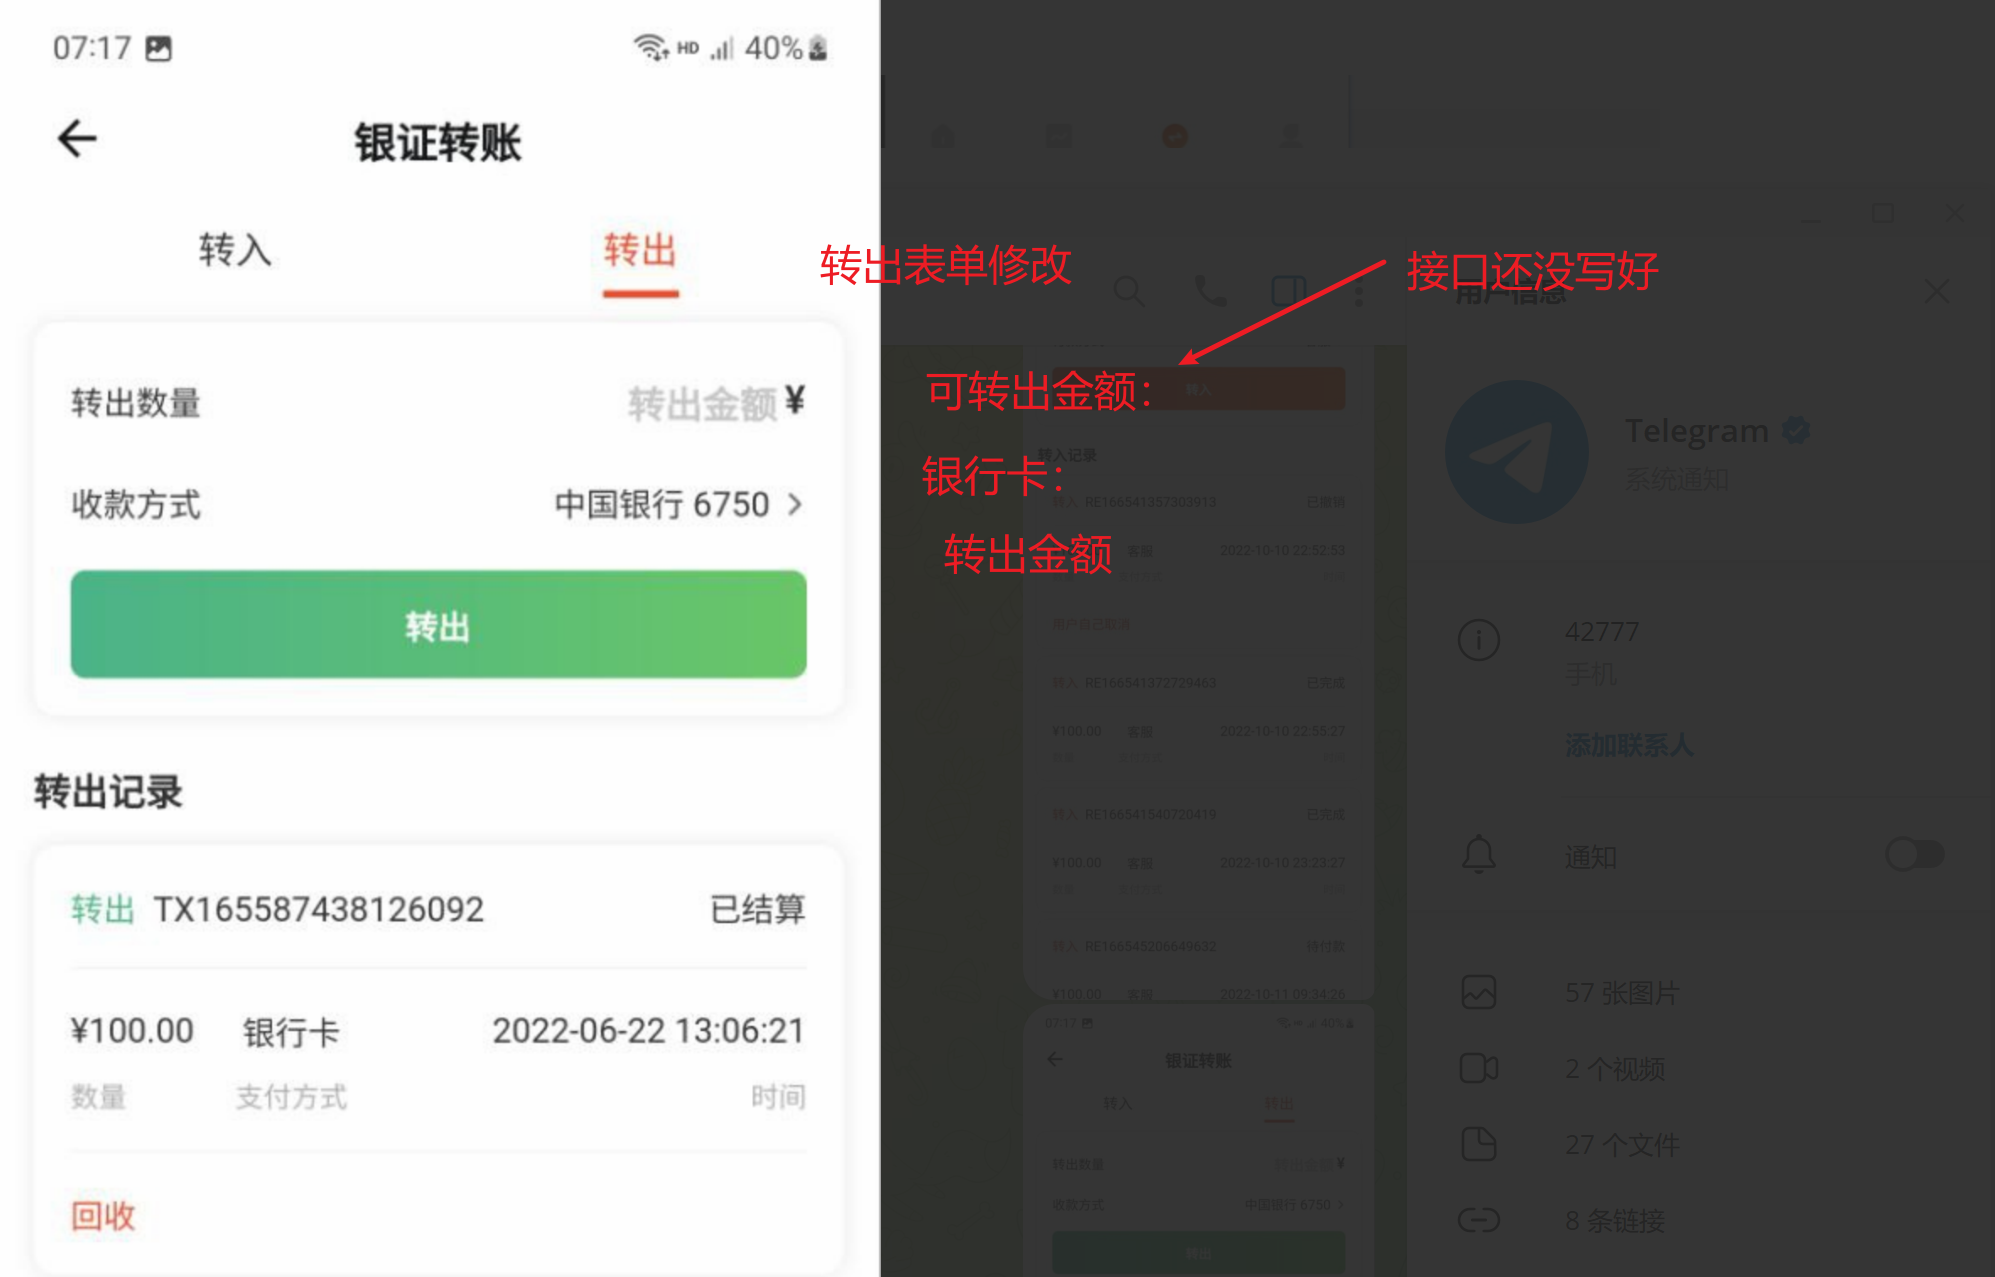 07:17
HD 40%
银证转账
转入 转出
转出数量 转出金额 ¥
收款方式 中国银行 6750
转出
转出记录
转出 TX165587438126092 已结算
¥100.00 银行卡 2022-06-22 13:06:21
数量 支付方式 时间
回收
转出表单修改
接口还没写好
可转出金额：
银行卡：
转出金额
转入
转入记录
转入 RE166541357303913 已撤销
客服 2022-10-10 22:52:53
用户自己取消
转入 RE166541372729463 已完成
¥100.00 客服 2022-10-10 22:55:27
转入 RE166541540720419 已完成
¥100.00 客服 2022-10-10 23:23:27
转入 RE166545206649632 待付款
¥100.00 客服 2022-10-11 09:34:26
07:17 40%
银证转账
转入 转出
转出数量 转出金额 ¥
收款方式 中国银行 6750
转出
用户信息
Telegram
系统通知
42777
手机
添加联系人
通知
57 张图片
2 个视频
27 个文件
8 条链接